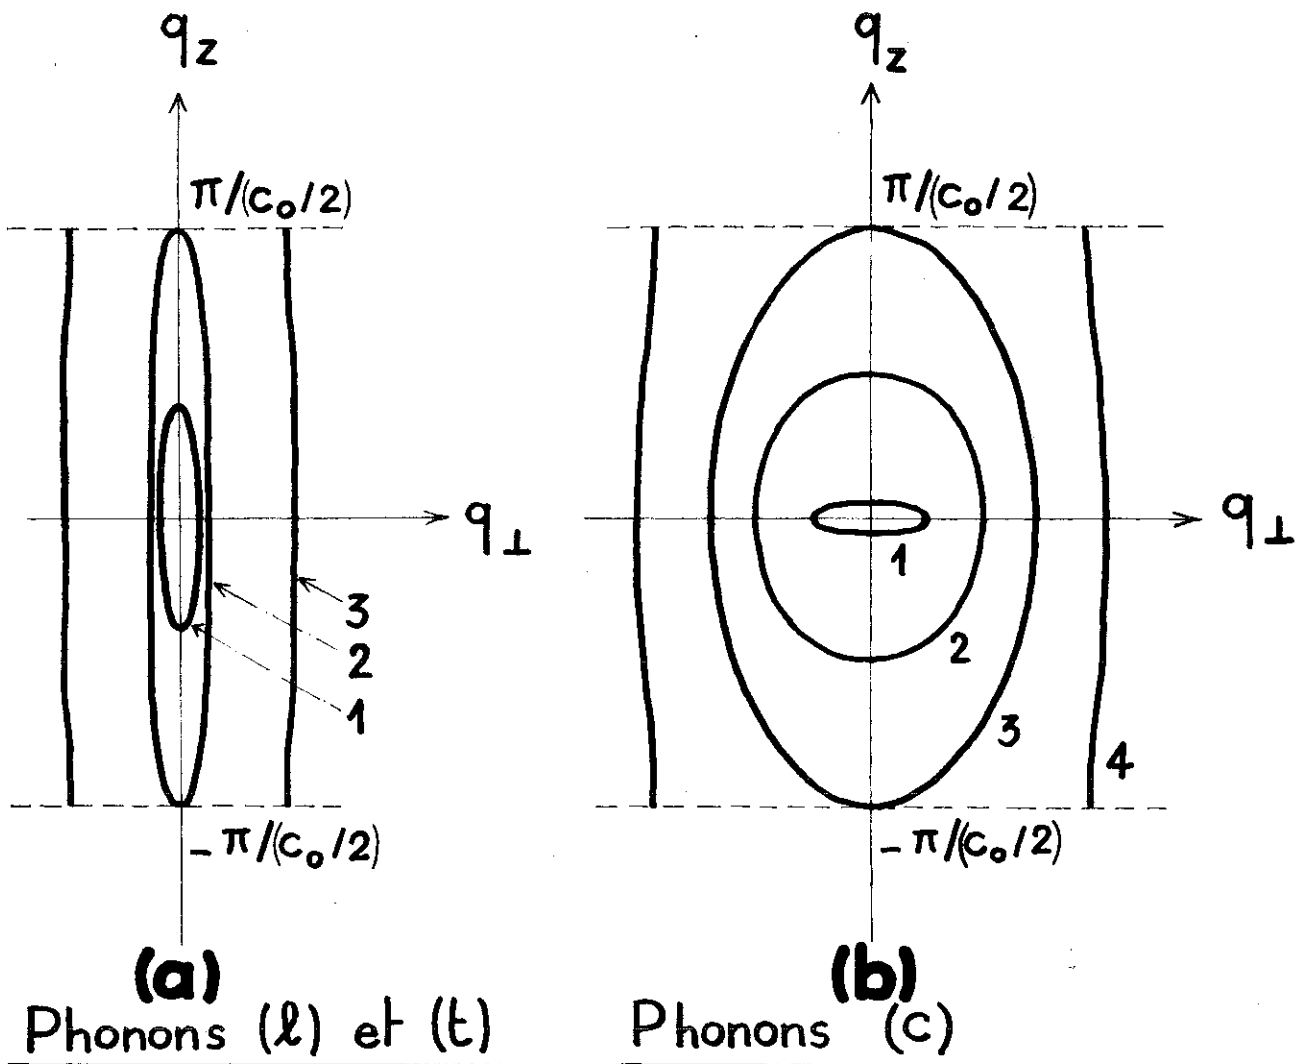 q_z
π/(c₀/2)
q_⊥
3
2
1
- π/(c₀/2)
(a)
Phonons (ℓ) et (t)
q_z
π/(c₀/2)
q_⊥
1
2
3
4
- π/(c₀/2)
(b)
Phonons (c)